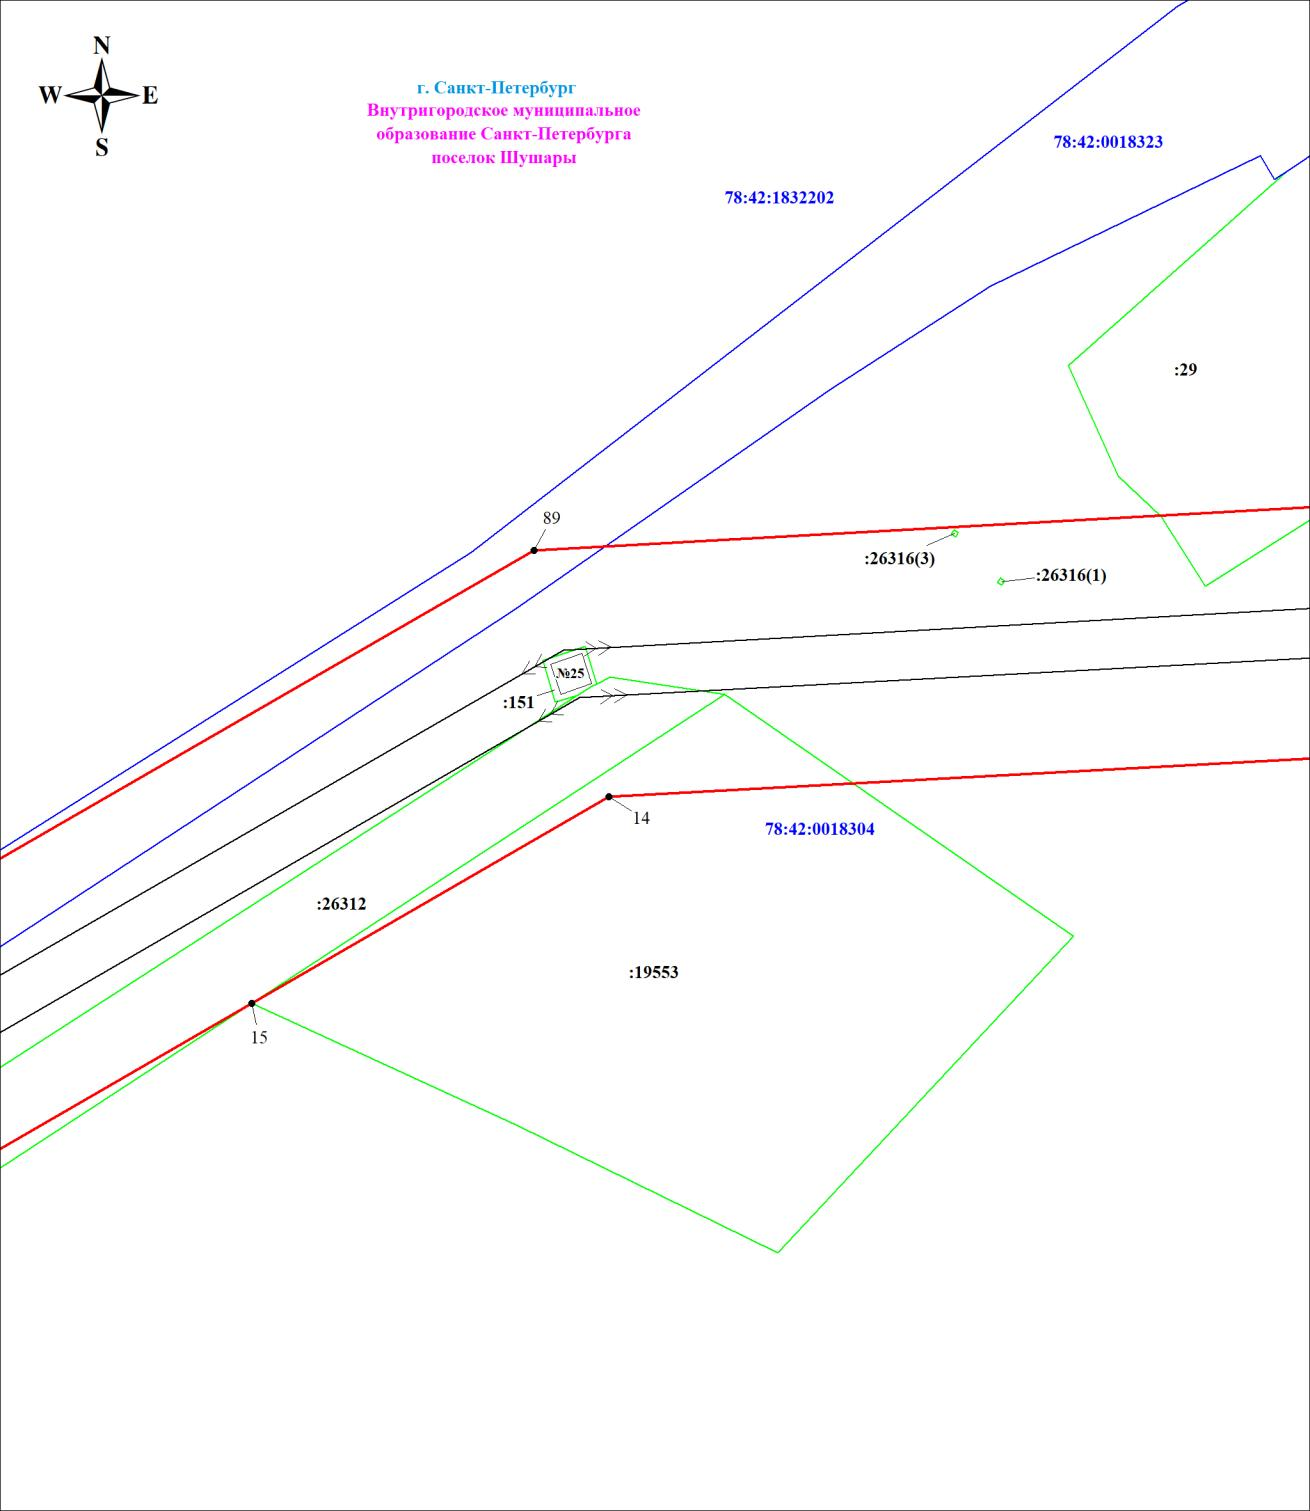 N
W E
S
г. Санкт-Петербург
Внутригородское муниципальное
образование Санкт-Петербурга
поселок Шушары
78:42:0018323
78:42:1832202
:29
89
:26316(3)
:26316(1)
№25
:151
14
78:42:0018304
:26312
:19553
15